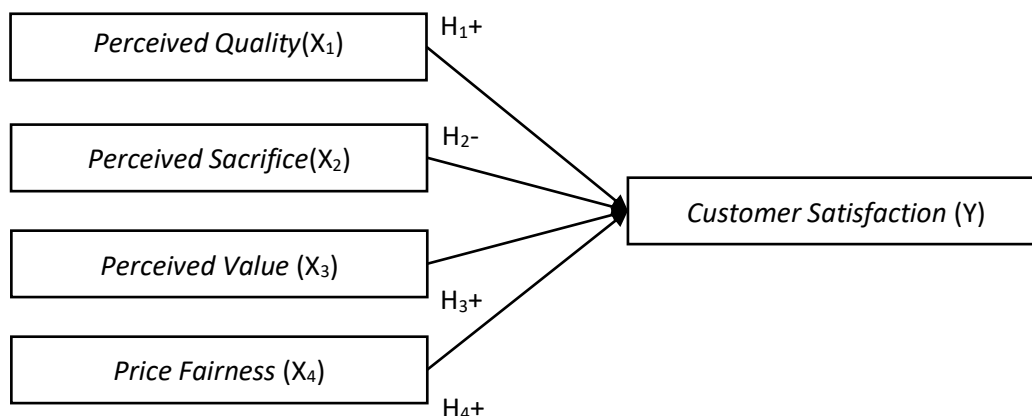 H₁+
Perceived Quality(X₁)
H₂-
Perceived Sacrifice(X₂)
Customer Satisfaction (Y)
Perceived Value (X₃)
H₃+
Price Fairness (X₄)
H₄+